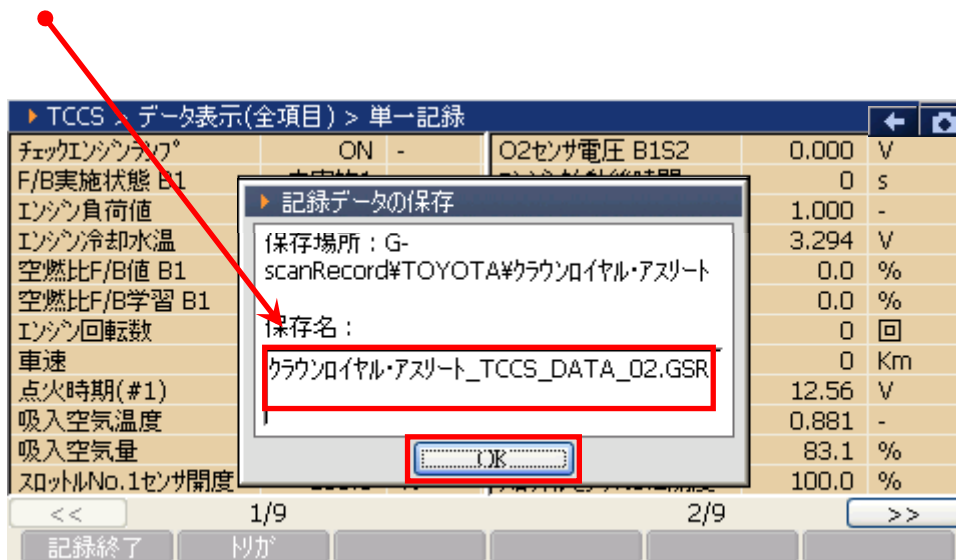 TCCS > データ表示(全項目) > 単一記録
チェックエンジンランプ ON -
O2センサ電圧 B1S2 0.000 V
F/B実施状態 B1
0 s
エンジン負荷値
1.000 -
エンジン冷却水温
3.294 V
空燃比F/B値 B1
0.0 %
空燃比F/B学習 B1
0.0 %
エンジン回転数
0 回
車速
0 Km
点火時期(#1)
12.56 V
吸入空気温度
0.881 -
吸入空気量
83.1 %
スロットルNo.1センサ開度
100.0 %
記録データの保存
保存場所：G-
scanRecord¥TOYOTA¥クラウンロイヤル・アスリート
保存名：
クラウンロイヤル・アスリート_TCCS_DATA_02.GSR
OK
<< 1/9 2/9 >>
記録終了 トリガ